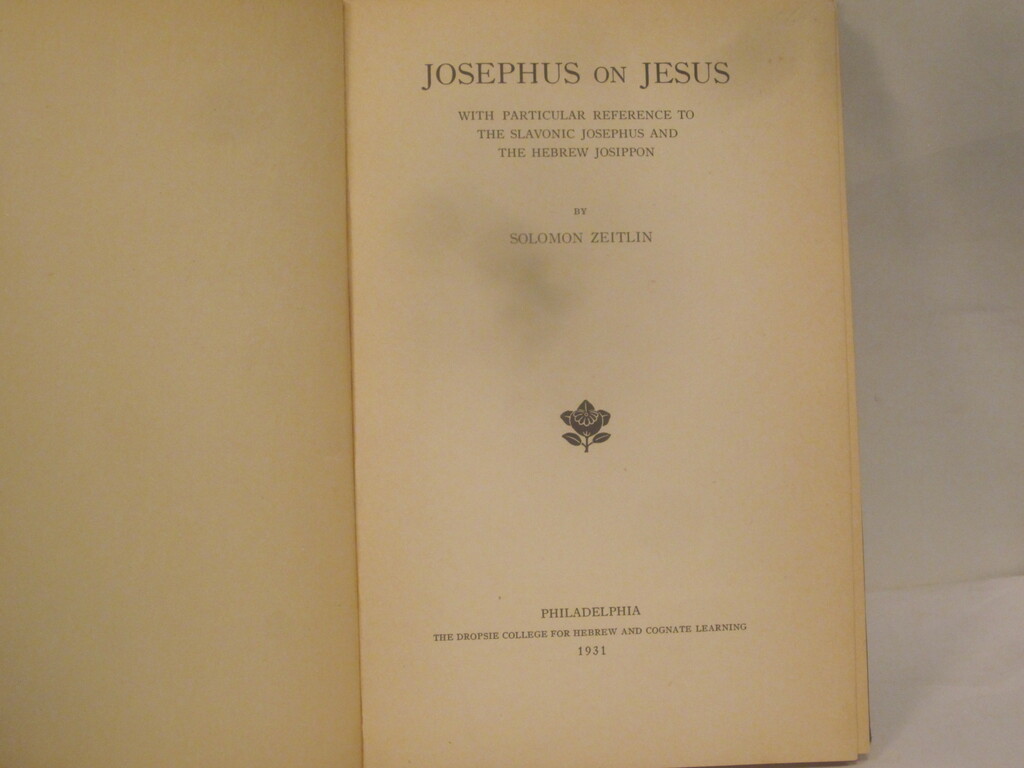 JOSEPHUS ON JESUS
WITH PARTICULAR REFERENCE TO
THE SLAVONIC JOSEPHUS AND
THE HEBREW JOSIPPON
BY
SOLOMON ZEITLIN
PHILADELPHIA
THE DROPSIE COLLEGE FOR HEBREW AND COGNATE LEARNING
1931